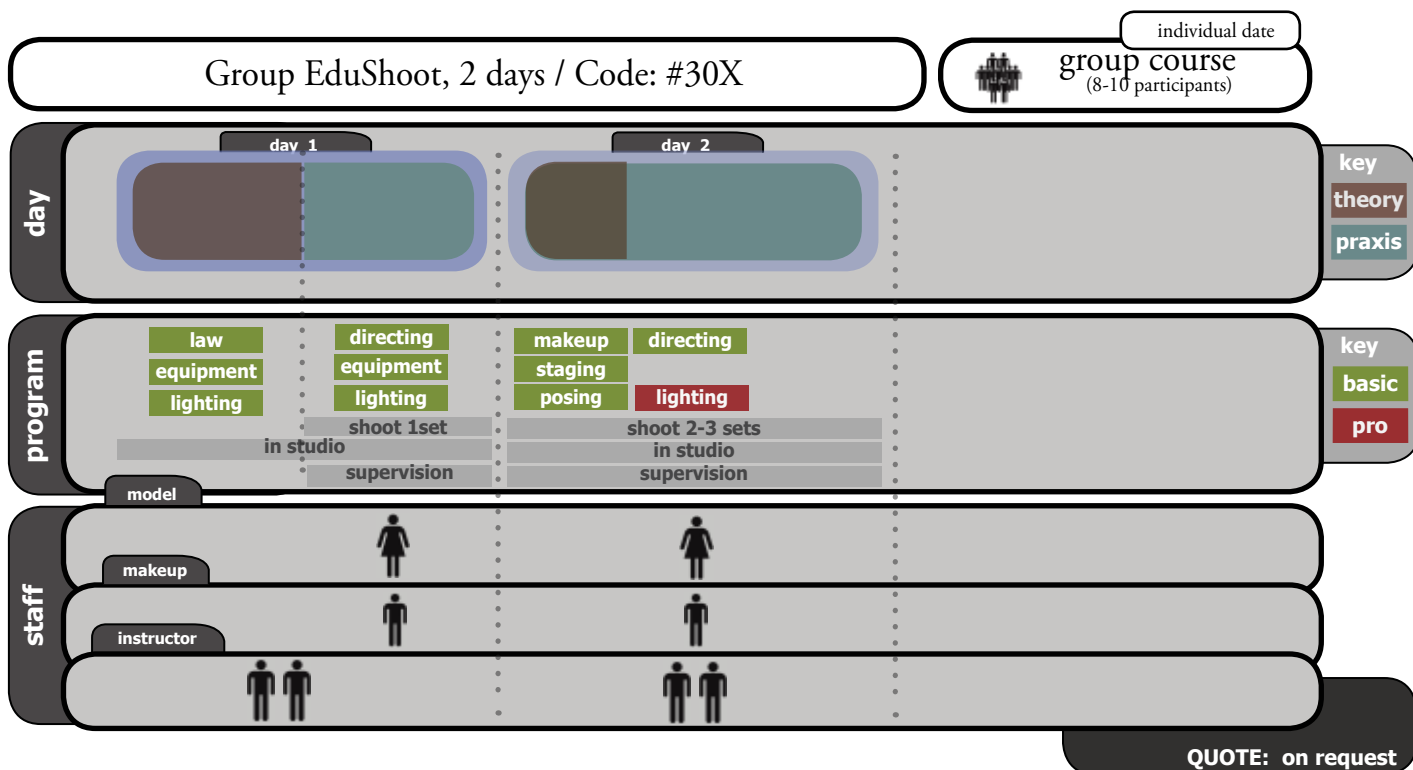 individual date
Group EduShoot, 2 days / Code: #30X
group course
(8-10 participants)
day
day 1
day 2
key
theory
praxis
program
law
equipment
lighting
directing
equipment
lighting
makeup
staging
posing
directing
lighting
shoot 1set
in studio
supervision
shoot 2-3 sets
in studio
supervision
key
basic
pro
staff
model
makeup
instructor
QUOTE: on request